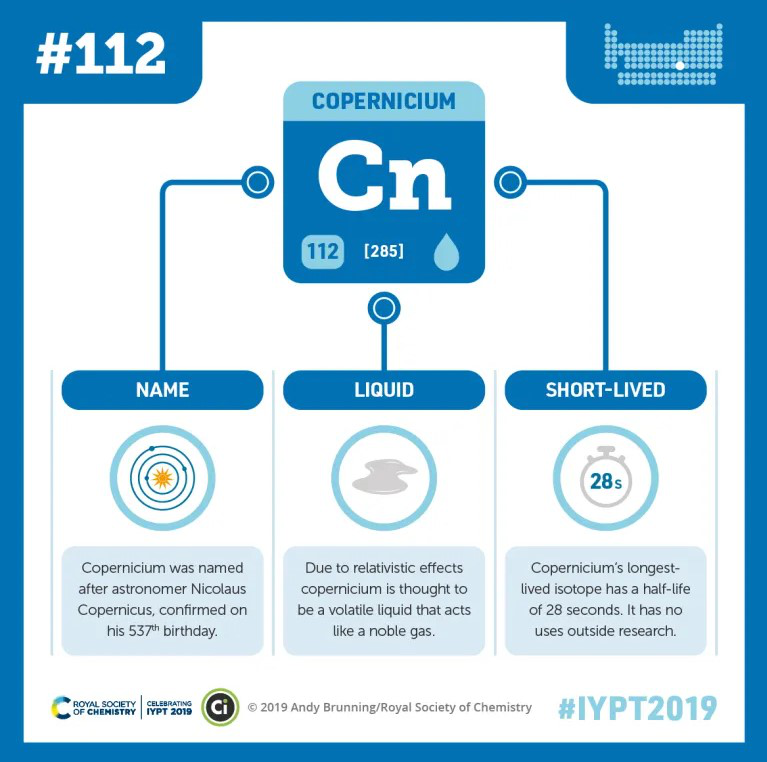 #112
COPERNICIUM
Cn
112 [285]
NAME
LIQUID
SHORT-LIVED
28s
Copernicium was named
after astronomer Nicolaus
Copernicus, confirmed on
his 537th birthday.
Due to relativistic effects
copernicium is thought to
be a volatile liquid that acts
like a noble gas.
Copernicium’s longest-
lived isotope has a half-life
of 28 seconds. It has no
uses outside research.
ROYAL SOCIETY
OF CHEMISTRY
CELEBRATING
IYPT 2019
Ci
© 2019 Andy Brunning/Royal Society of Chemistry
#IYPT2019